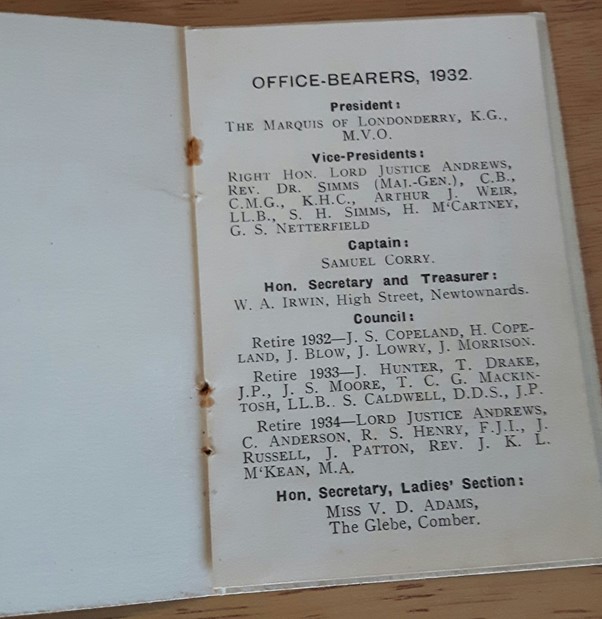 OFFICE-BEARERS, 1932.
President:
THE MARQUIS OF LONDONDERRY, K.G.,
M.V.O.
Vice-Presidents:
RIGHT HON. LORD JUSTICE ANDREWS,
REV. DR. SIMMS (MAJ.-GEN.), C.B.,
C.M.G., K.H.C., ARTHUR J. WEIR,
LL.B., S. H. SIMMS, H. M‘CARTNEY,
G. S. NETTERFIELD
Captain:
SAMUEL CORRY.
Hon. Secretary and Treasurer:
W. A. IRWIN, High Street, Newtownards.
Council:
Retire 1932—J. S. COPELAND, H. COPE-
LAND, J. BLOW, J. LOWRY, J. MORRISON.
Retire 1933—J. HUNTER, T. DRAKE,
J.P., J. S. MOORE, T. C. G. MACKIN-
TOSH, LL.B.. S. CALDWELL, D.D.S., J.P.
Retire 1934—LORD JUSTICE ANDREWS,
C. ANDERSON, R. S. HENRY, F.J.I., J.
RUSSELL, J. PATTON, REV. J. K. L.
M‘KEAN, M.A.
Hon. Secretary, Ladies' Section:
MISS V. D. ADAMS,
The Glebe, Comber.